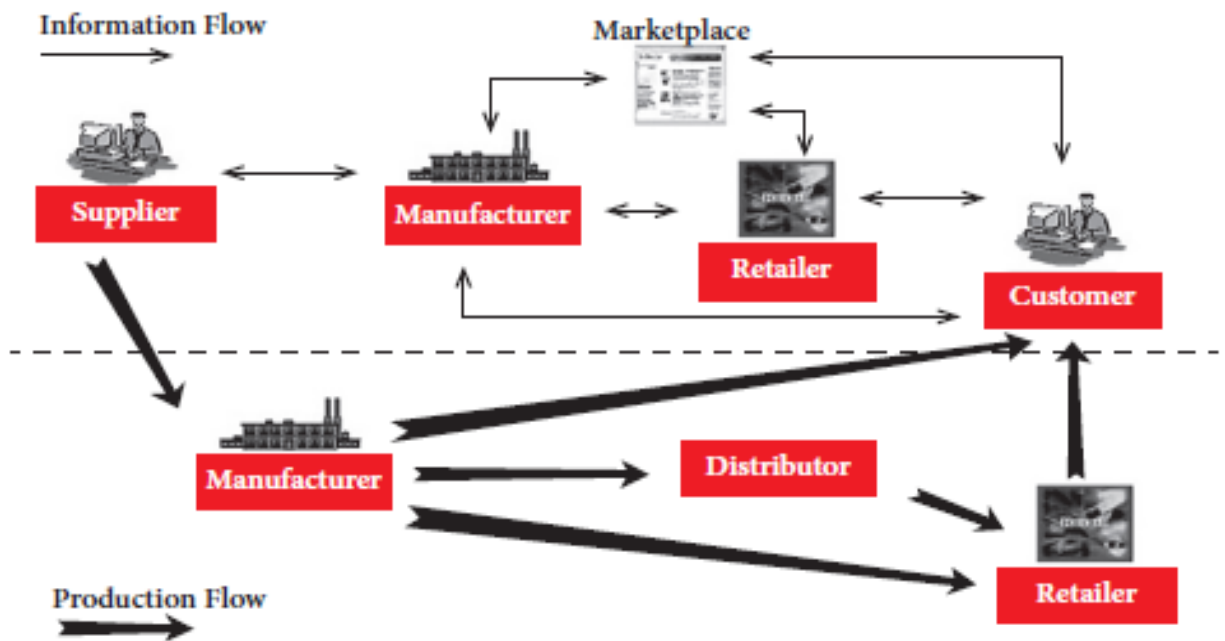 Information Flow
Marketplace
Supplier
Manufacturer
Retailer
Customer
Manufacturer
Distributor
Retailer
Production Flow